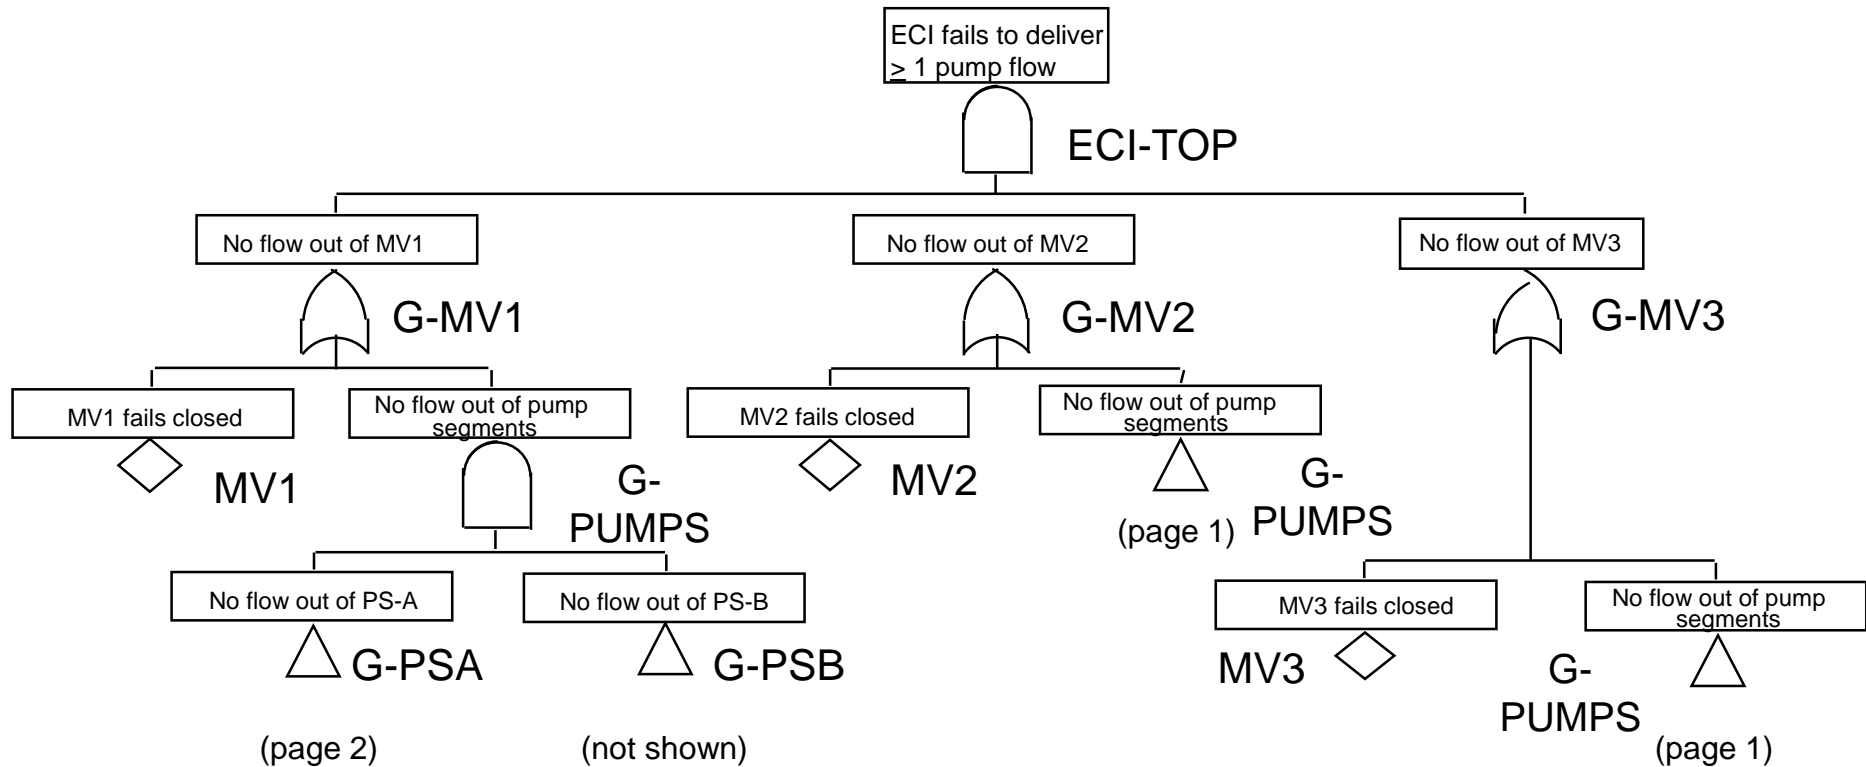 ECI fails to deliver
≥ 1 pump flow
ECI-TOP
No flow out of MV1
No flow out of MV2
No flow out of MV3
G-MV1
G-MV2
G-MV3
MV1 fails closed
No flow out of pump
segments
MV2 fails closed
No flow out of pump
segments
MV1
G-
PUMPS
MV2
(page 1)
G-
PUMPS
No flow out of PS-A
No flow out of PS-B
MV3 fails closed
No flow out of pump
segments
G-PSA
G-PSB
MV3
G-
PUMPS
(page 2)
(not shown)
(page 1)